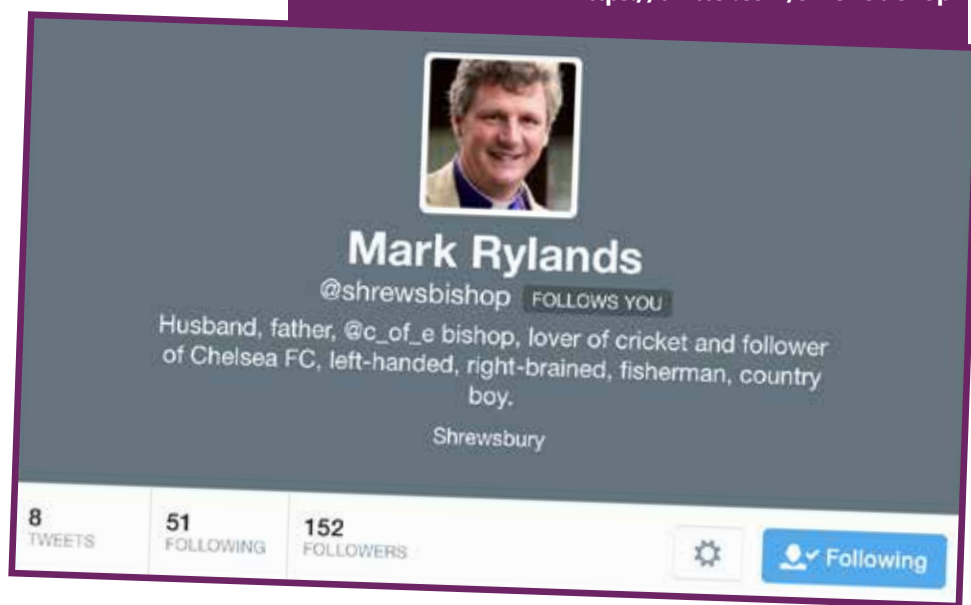 Mark Rylands
@shrewsbishop FOLLOWS YOU
Husband, father, @c_of_e bishop, lover of cricket and follower
of Chelsea FC, left-handed, right-brained, fisherman, country
boy.
Shrewsbury
8 51 152
TWEETS FOLLOWING FOLLOWERS
Following